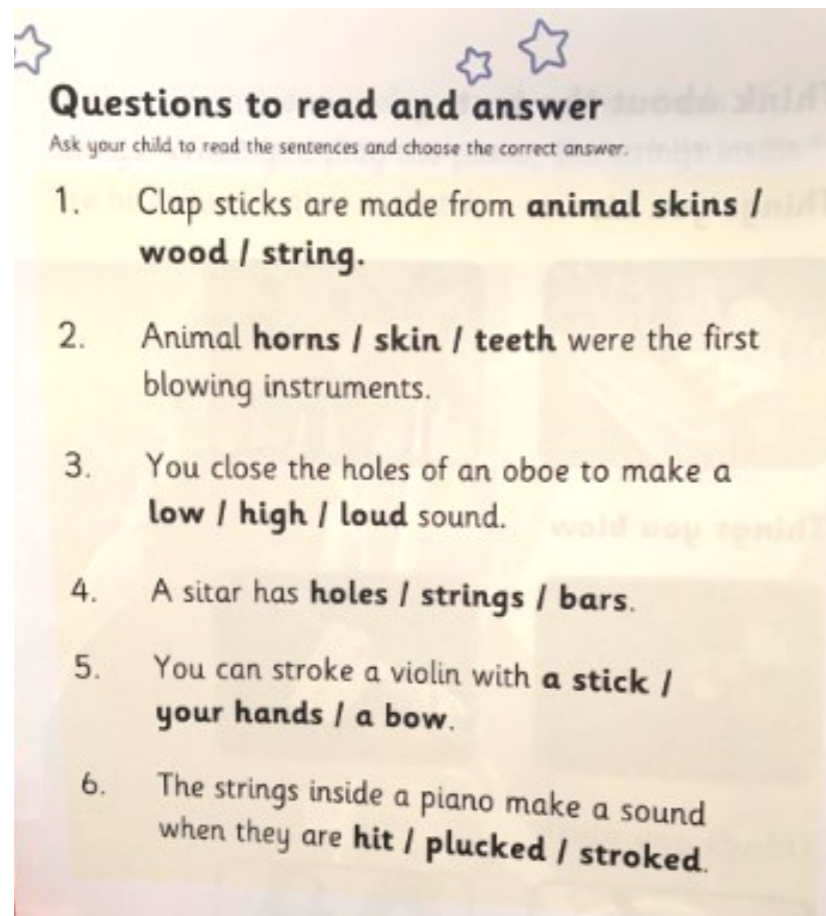 Questions to read and answer
Ask your child to read the sentences and choose the correct answer.
1. Clap sticks are made from animal skins /
wood / string.
2. Animal horns / skin / teeth were the first
blowing instruments.
3. You close the holes of an oboe to make a
low / high / loud sound.
4. A sitar has holes / strings / bars.
5. You can stroke a violin with a stick /
your hands / a bow.
6. The strings inside a piano make a sound
when they are hit / plucked / stroked.